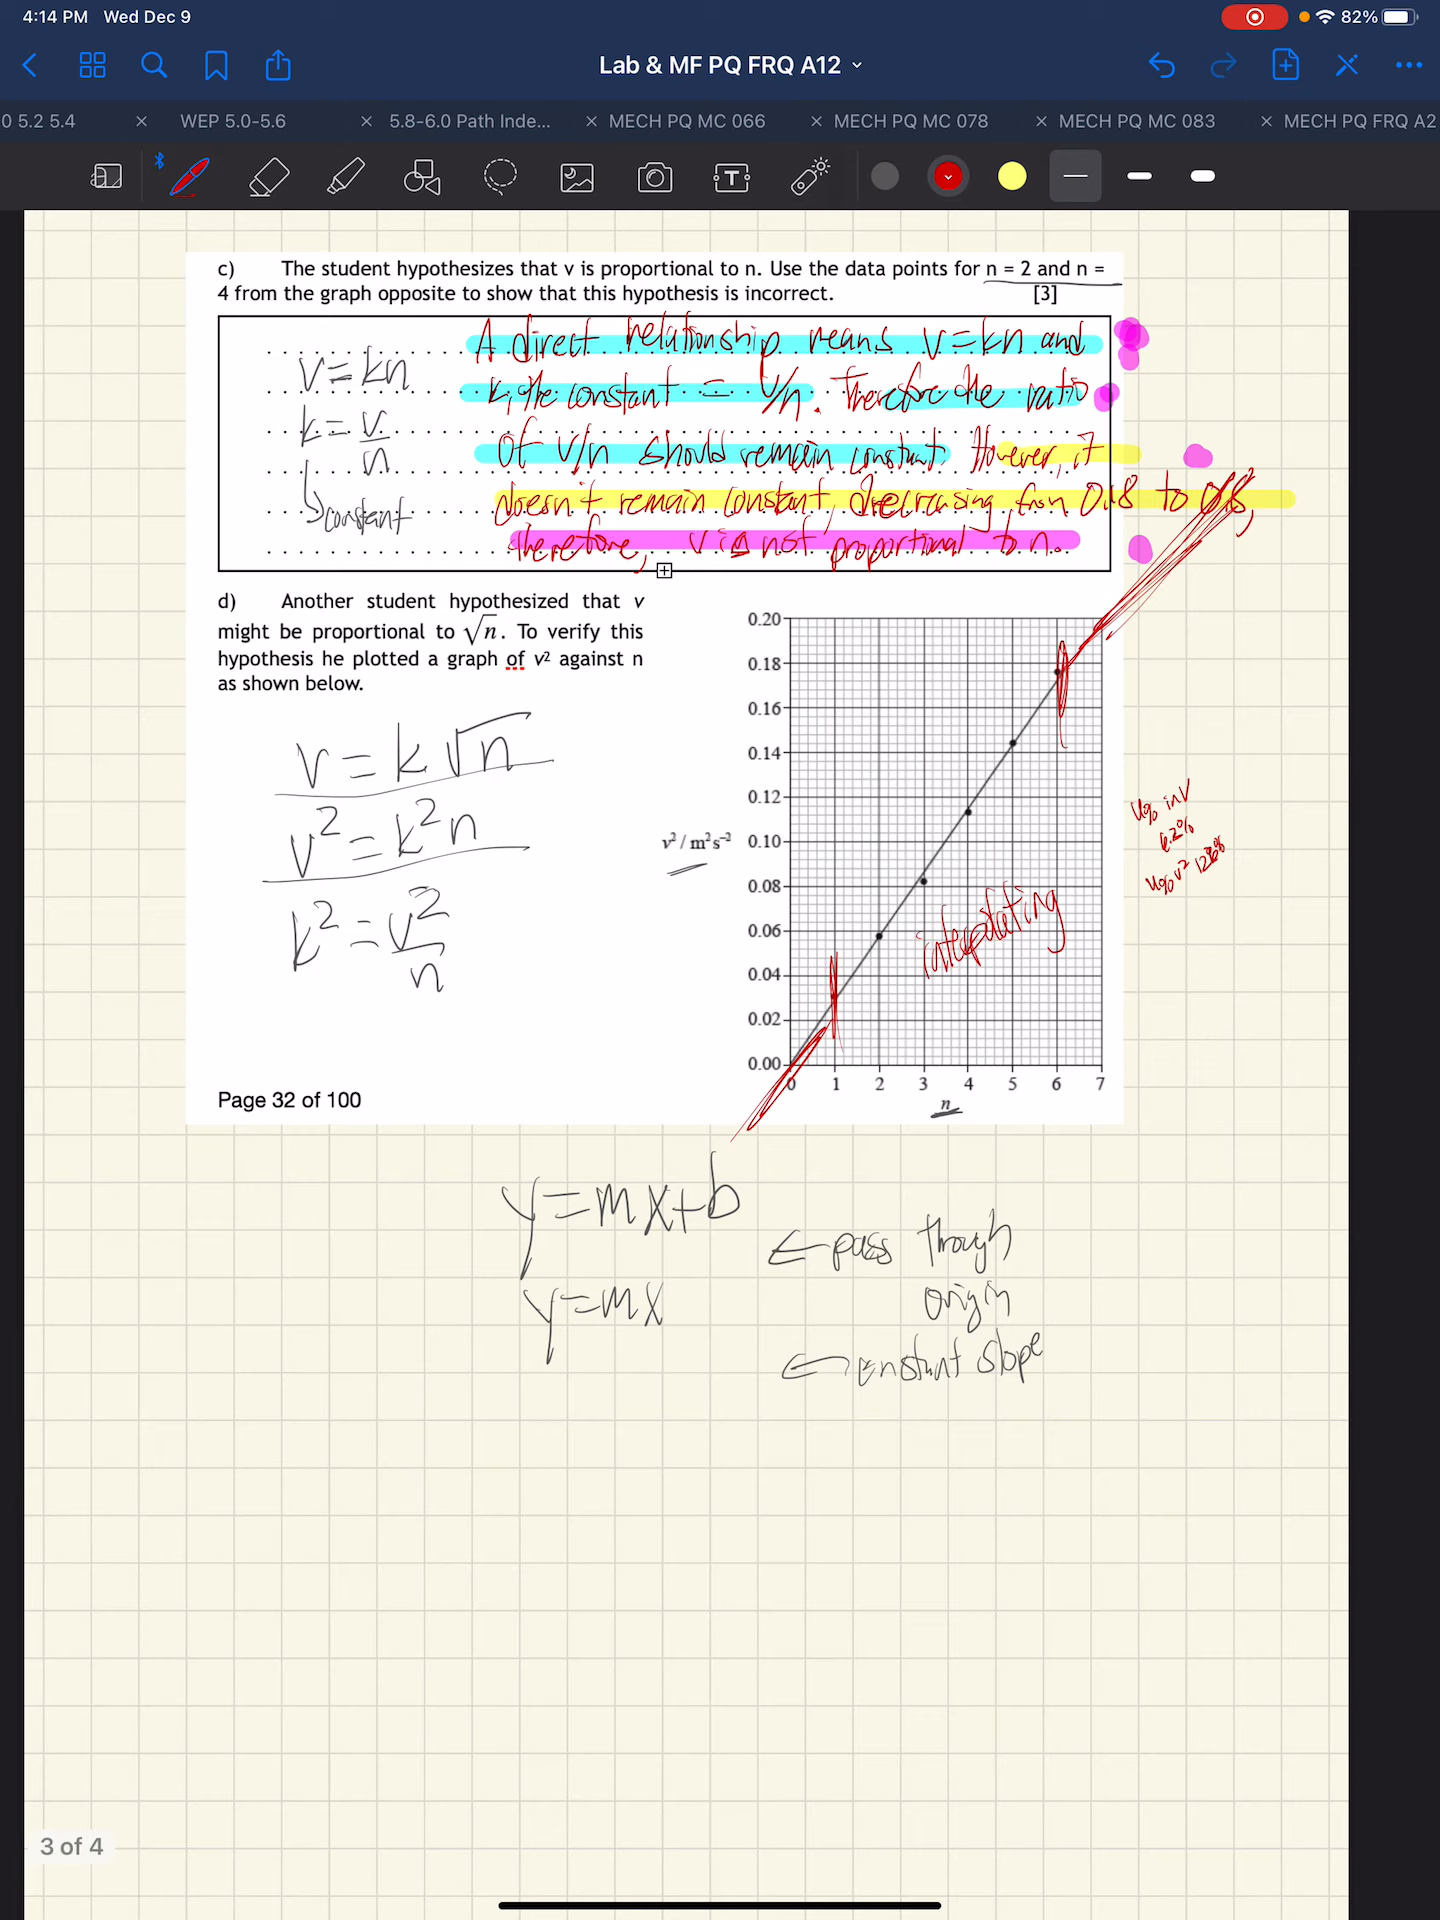 4:14 PM Wed Dec 9
82%
Lab & MF PQ FRQ A12
0 5.2 5.4 × WEP 5.0-5.6 × 5.8-6.0 Path Inde... × MECH PQ MC 066 × MECH PQ MC 078 × MECH PQ MC 083 × MECH PQ FRQ A2
c) The student hypothesizes that v is proportional to n. Use the data points for n = 2 and n =
4 from the graph opposite to show that this hypothesis is incorrect. [3]
v = kn
k = v/n
constant
A direct relationship means v=kn and
k, the constant = v/n. Therefore the ratio
of v/n should remain constant. However, it
doesn't remain constant, decreasing from 0.18 to
therefore, v is not proportional to n.
d) Another student hypothesized that v
might be proportional to √n. To verify this
hypothesis he plotted a graph of v² against n
as shown below.
v = k √n
v² = k²n
k² = v²/n
0.20
0.18
0.16
0.14
0.12
v² / m²s⁻² 0.10
0.08
0.06
0.04
0.02
0.00
0 1 2 3 4 5 6 7
n
interpolating
u% in v
6.2%
u% v²
Page 32 of 100
y=mx+b
←pass through
origin
y=mx
←constant slope
3 of 4